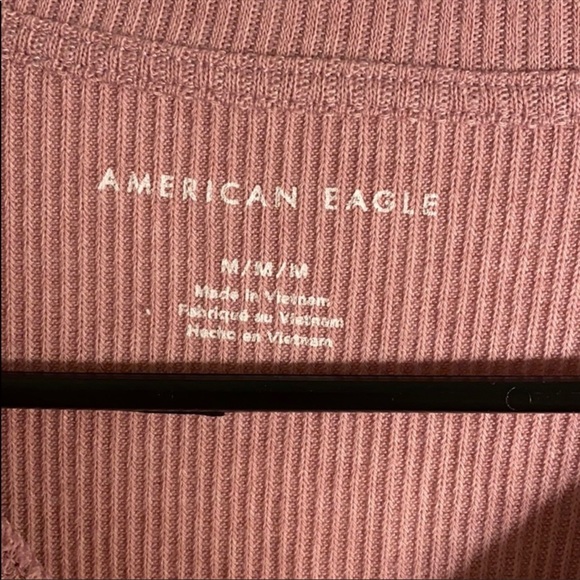 AMERICAN EAGLE
M/M/M
Made in Vietnam
Fabriqué au Vietnam
Hecho en Vietnam